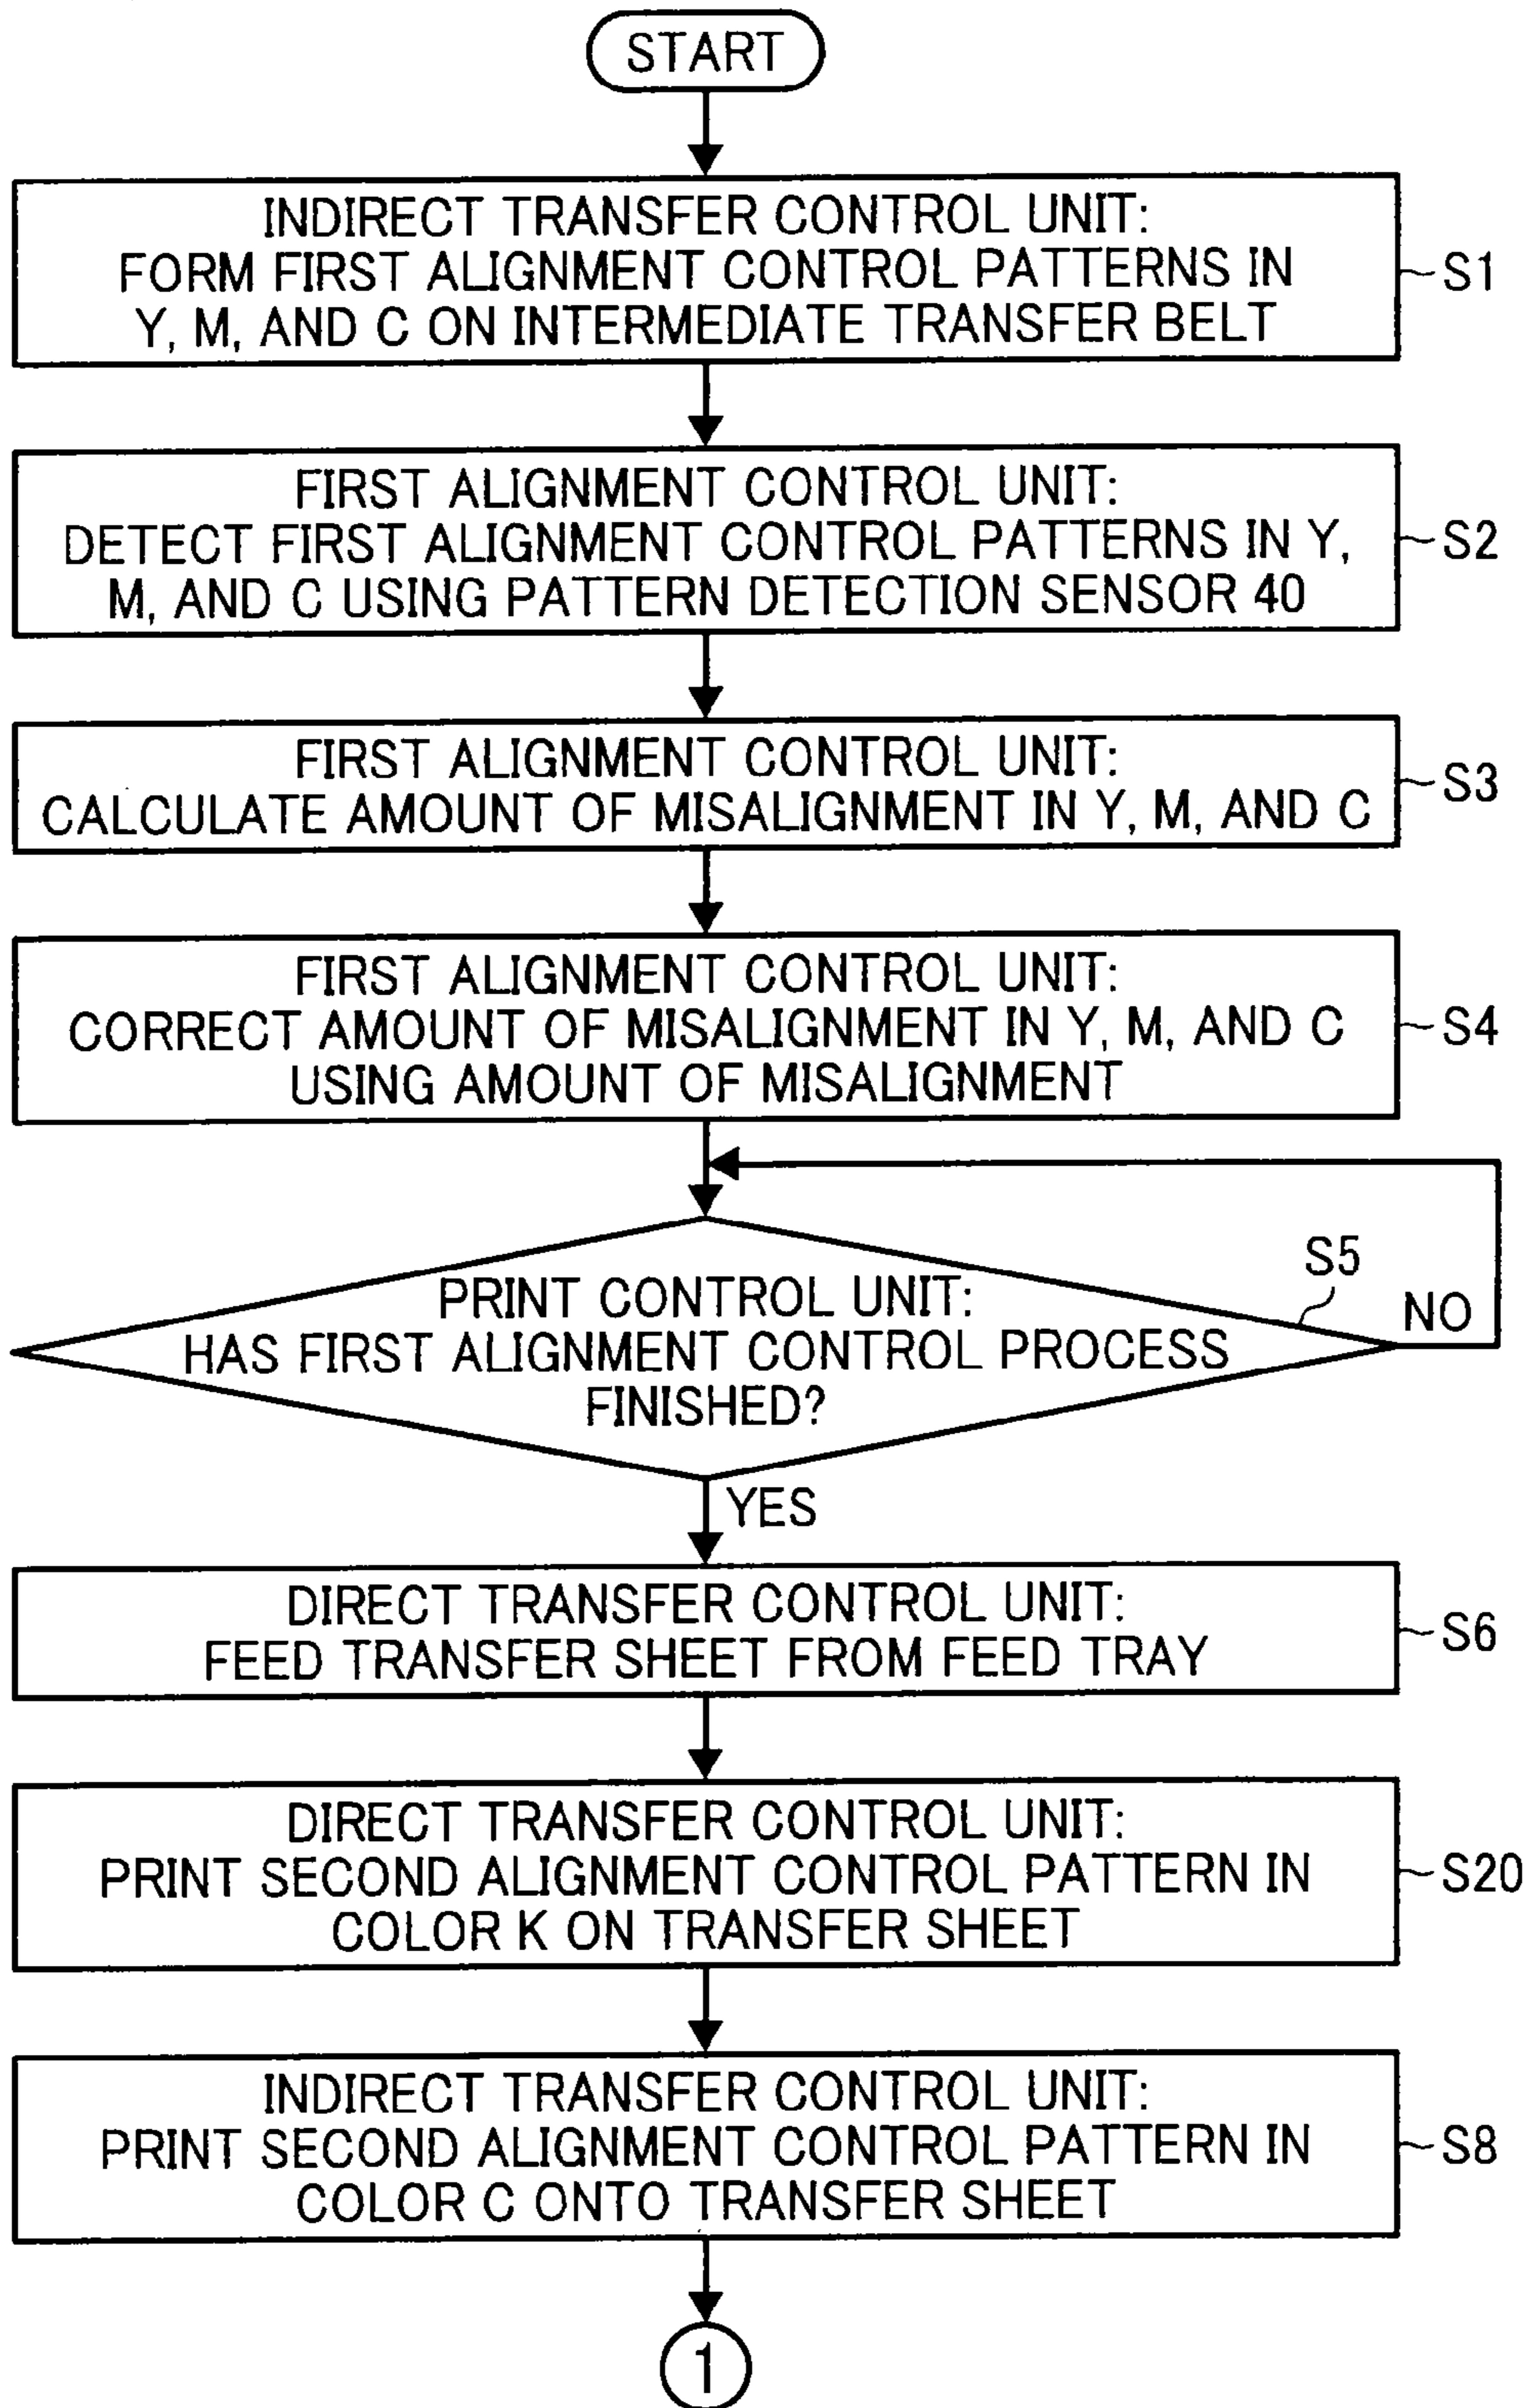 START
INDIRECT TRANSFER CONTROL UNIT:
FORM FIRST ALIGNMENT CONTROL PATTERNS IN
Y, M, AND C ON INTERMEDIATE TRANSFER BELT
S1
FIRST ALIGNMENT CONTROL UNIT:
DETECT FIRST ALIGNMENT CONTROL PATTERNS IN Y,
M, AND C USING PATTERN DETECTION SENSOR 40
S2
FIRST ALIGNMENT CONTROL UNIT:
CALCULATE AMOUNT OF MISALIGNMENT IN Y, M, AND C
S3
FIRST ALIGNMENT CONTROL UNIT:
CORRECT AMOUNT OF MISALIGNMENT IN Y, M, AND C
USING AMOUNT OF MISALIGNMENT
S4
PRINT CONTROL UNIT:
HAS FIRST ALIGNMENT CONTROL PROCESS
FINISHED?
S5
NO
YES
DIRECT TRANSFER CONTROL UNIT:
FEED TRANSFER SHEET FROM FEED TRAY
S6
DIRECT TRANSFER CONTROL UNIT:
PRINT SECOND ALIGNMENT CONTROL PATTERN IN
COLOR K ON TRANSFER SHEET
S20
INDIRECT TRANSFER CONTROL UNIT:
PRINT SECOND ALIGNMENT CONTROL PATTERN IN
COLOR C ONTO TRANSFER SHEET
S8
1